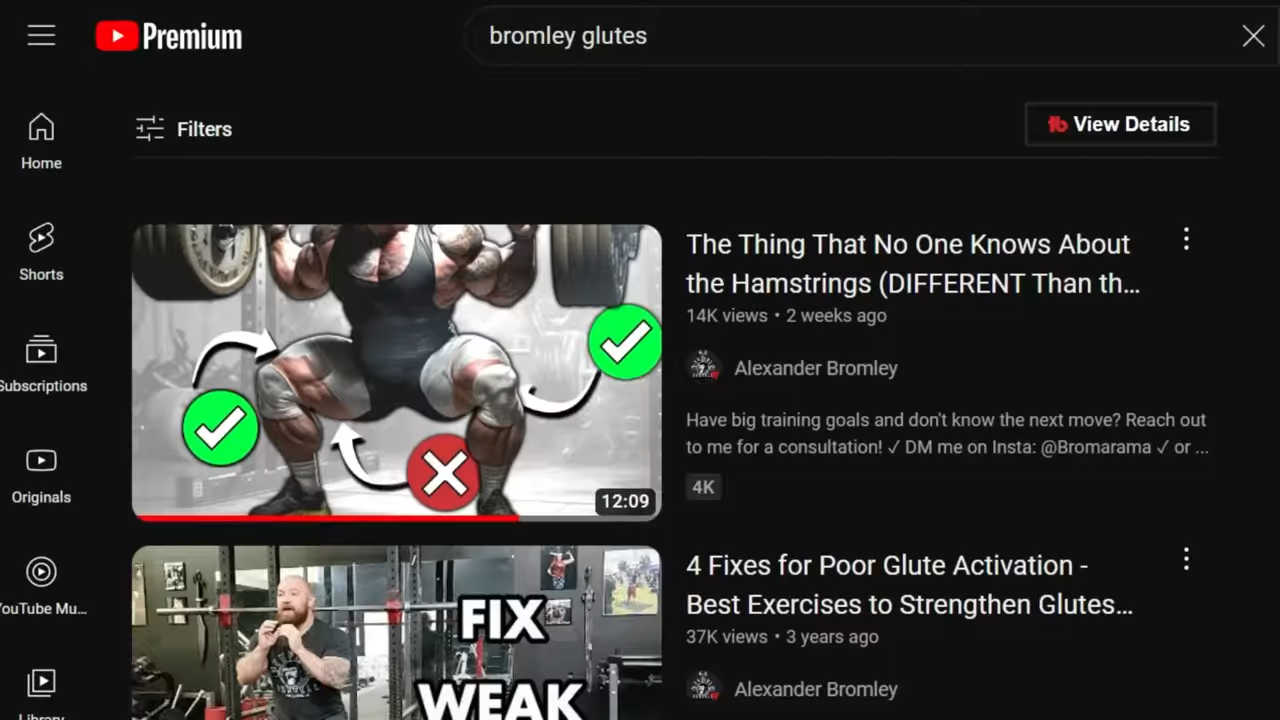 Premium
bromley glutes
Filters
View Details
Home
Shorts
Subscriptions
Originals
YouTube Mu...
Library
12:09
The Thing That No One Knows About
the Hamstrings (DIFFERENT Than th...
14K views • 2 weeks ago
Alexander Bromley
Have big training goals and don't know the next move? Reach out
to me for a consultation! ✓ DM me on Insta: @Bromarama ✓ or ...
4K
FIX
WEAK
4 Fixes for Poor Glute Activation -
Best Exercises to Strengthen Glutes...
37K views • 3 years ago
Alexander Bromley